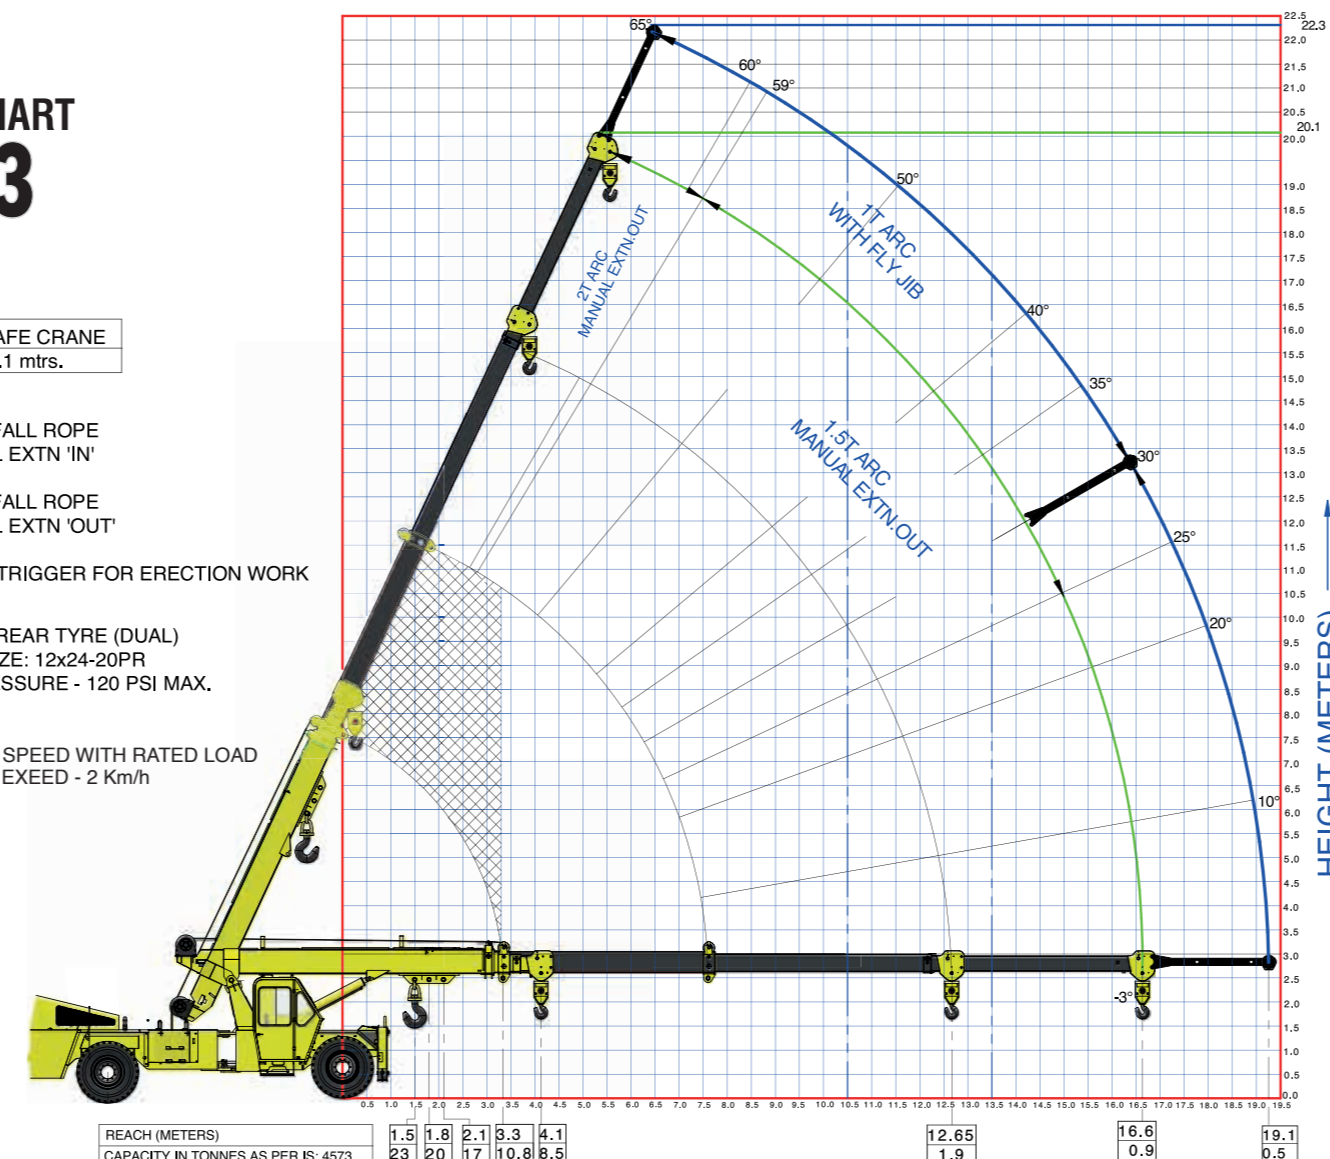 HART
3
AFE CRANE
.1 mtrs.
FALL ROPE
L EXTN 'IN'
FALL ROPE
L EXTN 'OUT'
TRIGGER FOR ERECTION WORK
REAR TYRE (DUAL)
ZE: 12x24-20PR
ESSURE - 120 PSI MAX.
SPEED WITH RATED LOAD
EXEED - 2 Km/h
65°
60°
59°
50°
40°
35°
30°
25°
20°
10°
-3°
2T ARC
MANUAL EXTN.OUT
1T ARC
WITH FLY JIB
1.5T ARC
MANUAL EXTN.OUT
22.3
20.1
22.5
22.0
21.5
21.0
20.5
20.0
19.0
18.5
18.0
17.5
17.0
16.5
16.0
15.5
15.0
14.5
14.0
13.5
13.0
12.5
12.0
11.5
11.0
10.5
10.0
9.5
9.0
8.5
8.0
7.5
7.0
6.5
6.0
5.5
5.0
4.5
4.0
3.5
3.0
2.5
2.0
1.5
1.0
0.5
0.0
HEIGHT (METERS)
0.5 1.0 1.5 2.0 2.5 3.0 3.5 4.0 4.5 5.0 5.5 6.0 6.5 7.0 7.5 8.0 8.5 9.0 9.5 10.0 10.5 11.0 11.5 12.0 12.5 13.0 13.5 14.0 14.5 15.0 15.5 16.0 16.5 17.0 17.5 18.0 18.5 19.0 19.5
REACH (METERS) 1.5 1.8 2.1 3.3 4.1 12.65 16.6 19.1
CAPACITY IN TONNES AS PER IS: 4573 23 20 17 10.8 8.5 1.9 0.9 0.5